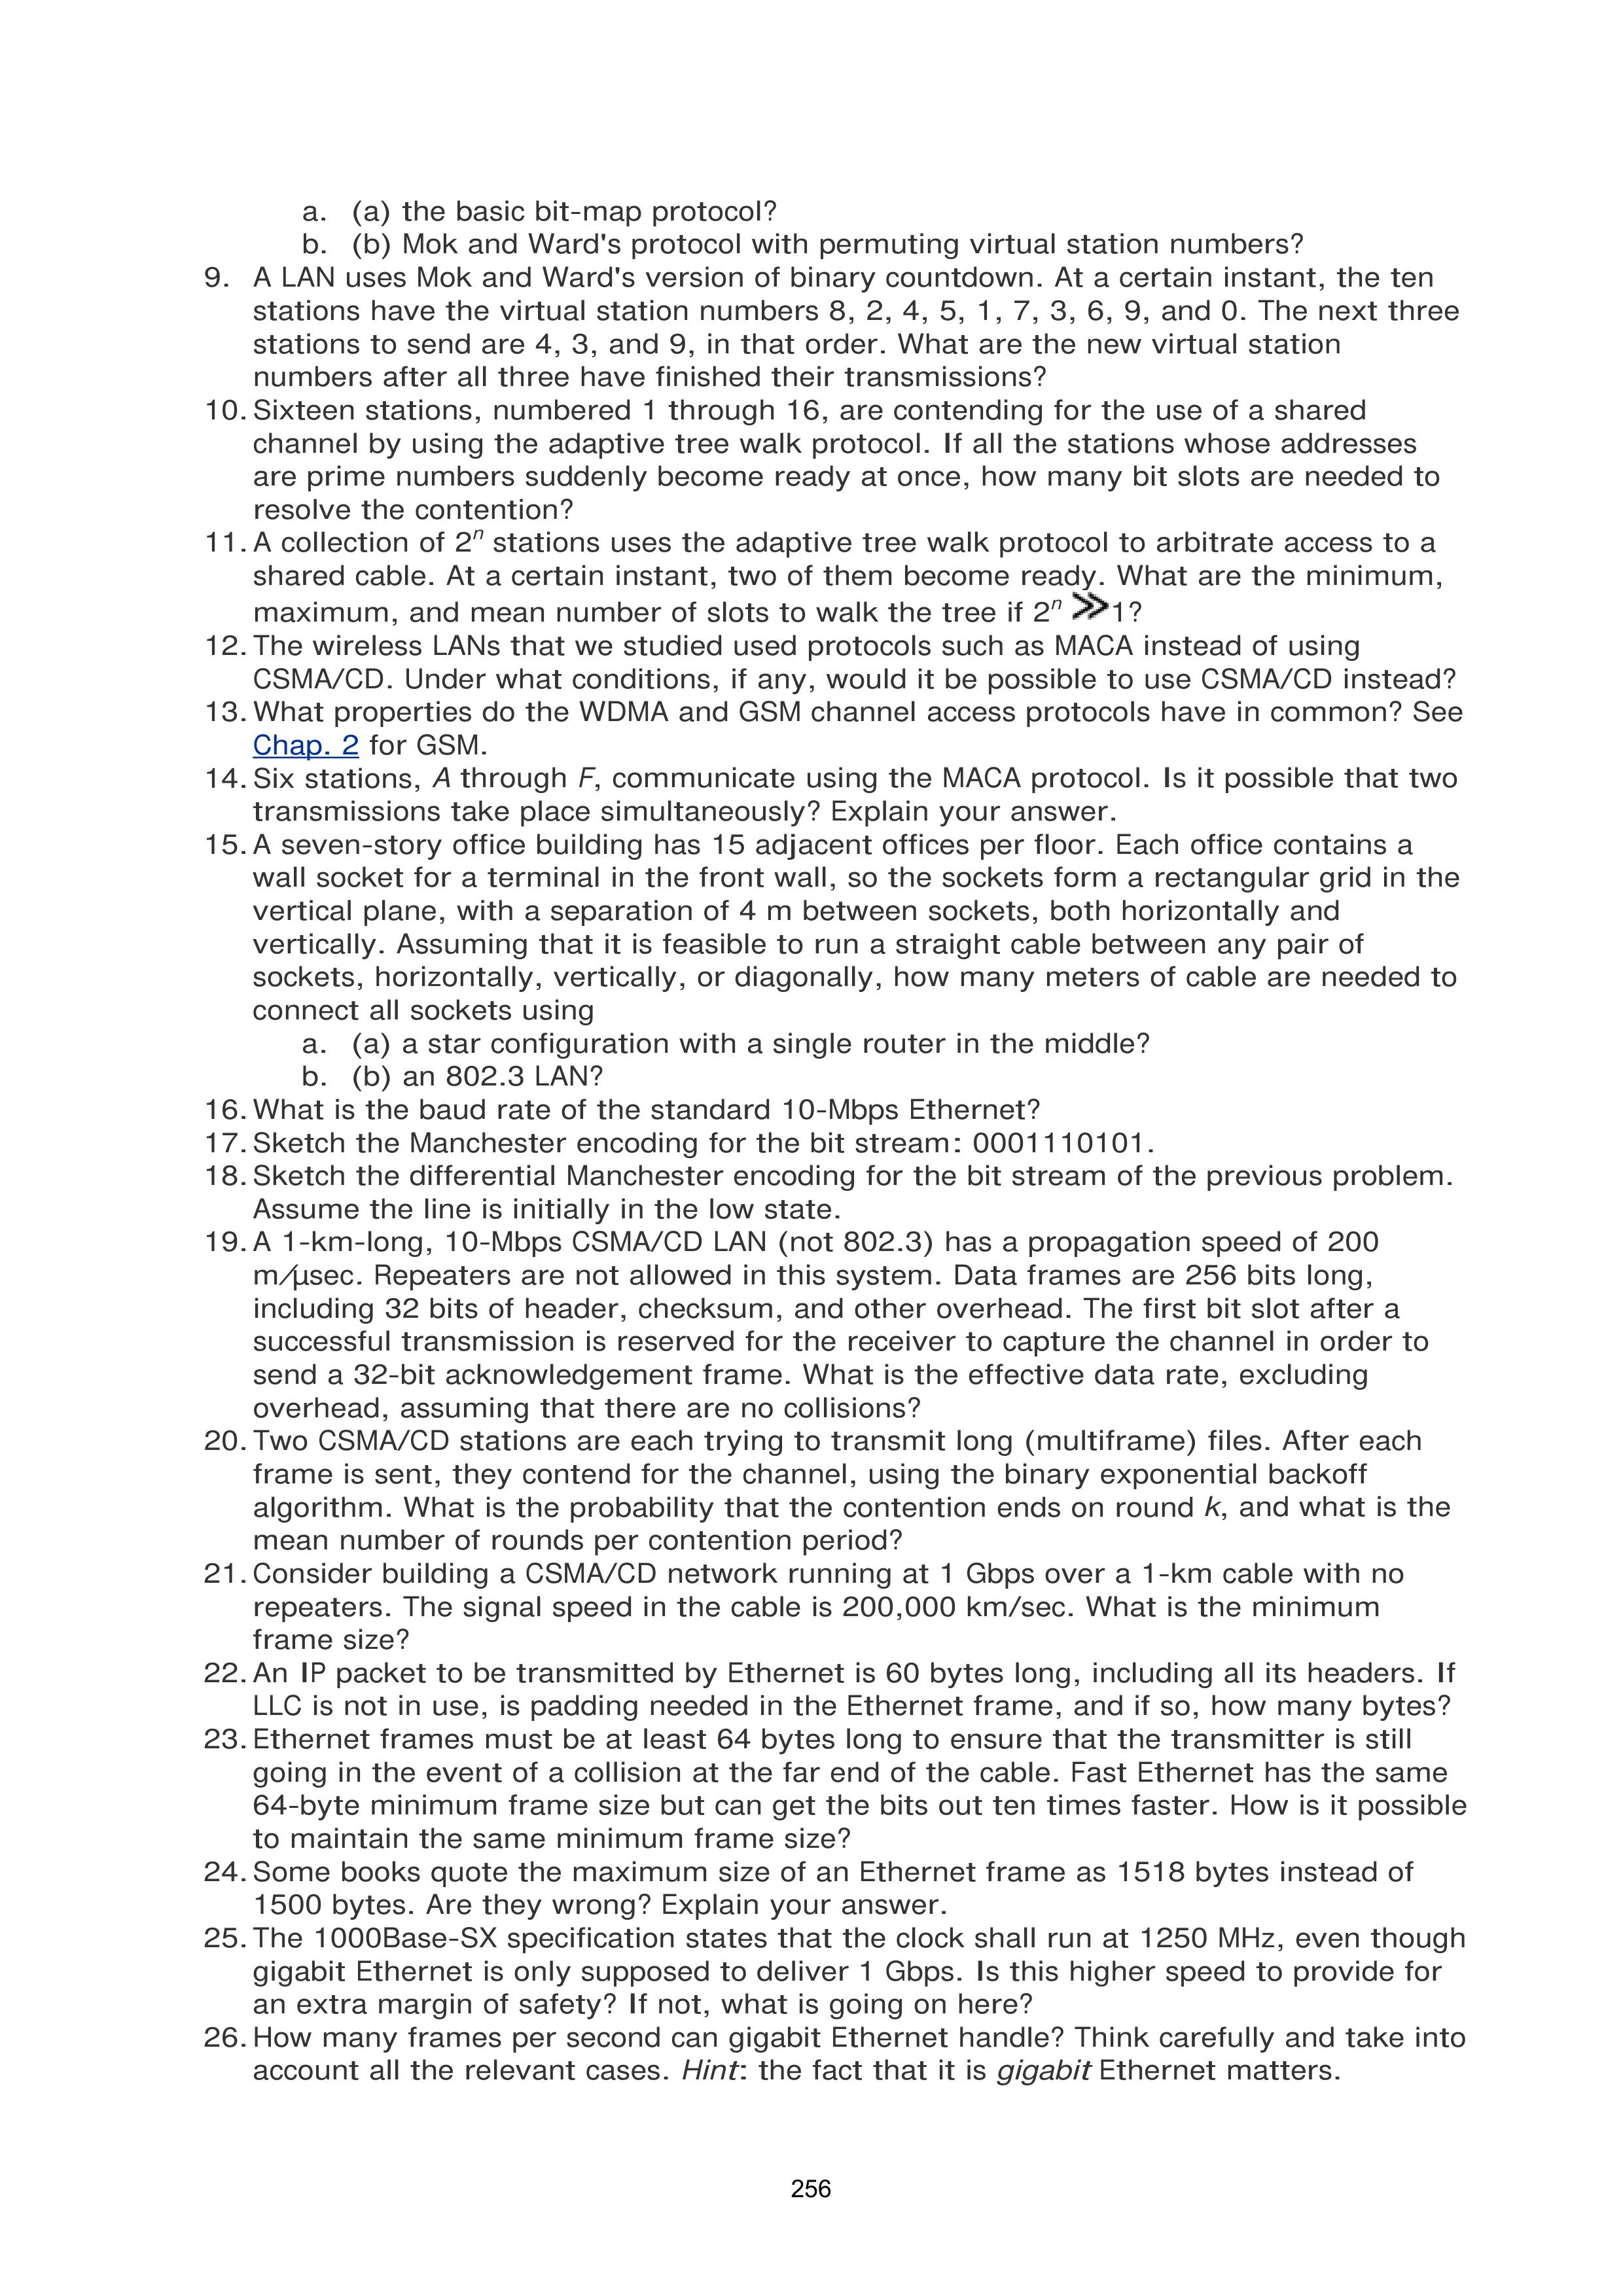 a. (a) the basic bit-map protocol?
b. (b) Mok and Ward's protocol with permuting virtual station numbers?
9. A LAN uses Mok and Ward's version of binary countdown. At a certain instant, the ten
stations have the virtual station numbers 8, 2, 4, 5, 1, 7, 3, 6, 9, and 0. The next three
stations to send are 4, 3, and 9, in that order. What are the new virtual station
numbers after all three have finished their transmissions?
10. Sixteen stations, numbered 1 through 16, are contending for the use of a shared
channel by using the adaptive tree walk protocol. If all the stations whose addresses
are prime numbers suddenly become ready at once, how many bit slots are needed to
resolve the contention?
11. A collection of 2ⁿ stations uses the adaptive tree walk protocol to arbitrate access to a
shared cable. At a certain instant, two of them become ready. What are the minimum,
maximum, and mean number of slots to walk the tree if 2ⁿ ≫1?
12. The wireless LANs that we studied used protocols such as MACA instead of using
CSMA/CD. Under what conditions, if any, would it be possible to use CSMA/CD instead?
13. What properties do the WDMA and GSM channel access protocols have in common? See
Chap. 2 for GSM.
14. Six stations, A through F, communicate using the MACA protocol. Is it possible that two
transmissions take place simultaneously? Explain your answer.
15. A seven-story office building has 15 adjacent offices per floor. Each office contains a
wall socket for a terminal in the front wall, so the sockets form a rectangular grid in the
vertical plane, with a separation of 4 m between sockets, both horizontally and
vertically. Assuming that it is feasible to run a straight cable between any pair of
sockets, horizontally, vertically, or diagonally, how many meters of cable are needed to
connect all sockets using
a. (a) a star configuration with a single router in the middle?
b. (b) an 802.3 LAN?
16. What is the baud rate of the standard 10-Mbps Ethernet?
17. Sketch the Manchester encoding for the bit stream: 0001110101.
18. Sketch the differential Manchester encoding for the bit stream of the previous problem.
Assume the line is initially in the low state.
19. A 1-km-long, 10-Mbps CSMA/CD LAN (not 802.3) has a propagation speed of 200
m/µsec. Repeaters are not allowed in this system. Data frames are 256 bits long,
including 32 bits of header, checksum, and other overhead. The first bit slot after a
successful transmission is reserved for the receiver to capture the channel in order to
send a 32-bit acknowledgement frame. What is the effective data rate, excluding
overhead, assuming that there are no collisions?
20. Two CSMA/CD stations are each trying to transmit long (multiframe) files. After each
frame is sent, they contend for the channel, using the binary exponential backoff
algorithm. What is the probability that the contention ends on round k, and what is the
mean number of rounds per contention period?
21. Consider building a CSMA/CD network running at 1 Gbps over a 1-km cable with no
repeaters. The signal speed in the cable is 200,000 km/sec. What is the minimum
frame size?
22. An IP packet to be transmitted by Ethernet is 60 bytes long, including all its headers. If
LLC is not in use, is padding needed in the Ethernet frame, and if so, how many bytes?
23. Ethernet frames must be at least 64 bytes long to ensure that the transmitter is still
going in the event of a collision at the far end of the cable. Fast Ethernet has the same
64-byte minimum frame size but can get the bits out ten times faster. How is it possible
to maintain the same minimum frame size?
24. Some books quote the maximum size of an Ethernet frame as 1518 bytes instead of
1500 bytes. Are they wrong? Explain your answer.
25. The 1000Base-SX specification states that the clock shall run at 1250 MHz, even though
gigabit Ethernet is only supposed to deliver 1 Gbps. Is this higher speed to provide for
an extra margin of safety? If not, what is going on here?
26. How many frames per second can gigabit Ethernet handle? Think carefully and take into
account all the relevant cases. Hint: the fact that it is gigabit Ethernet matters.
256